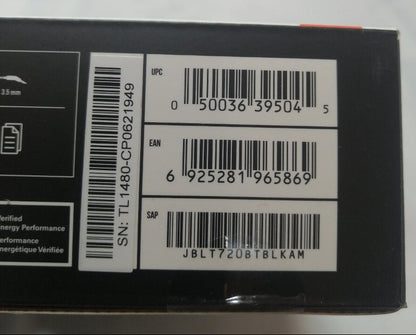 3.5 mm
Verified
Energy Performance
Performance
Energétique Vérifiée
SN: TL1480-CP0621949
UPC
0 50036 39504 5
EAN
6 925281 965869
SAP
JBLT720BTBLKAM